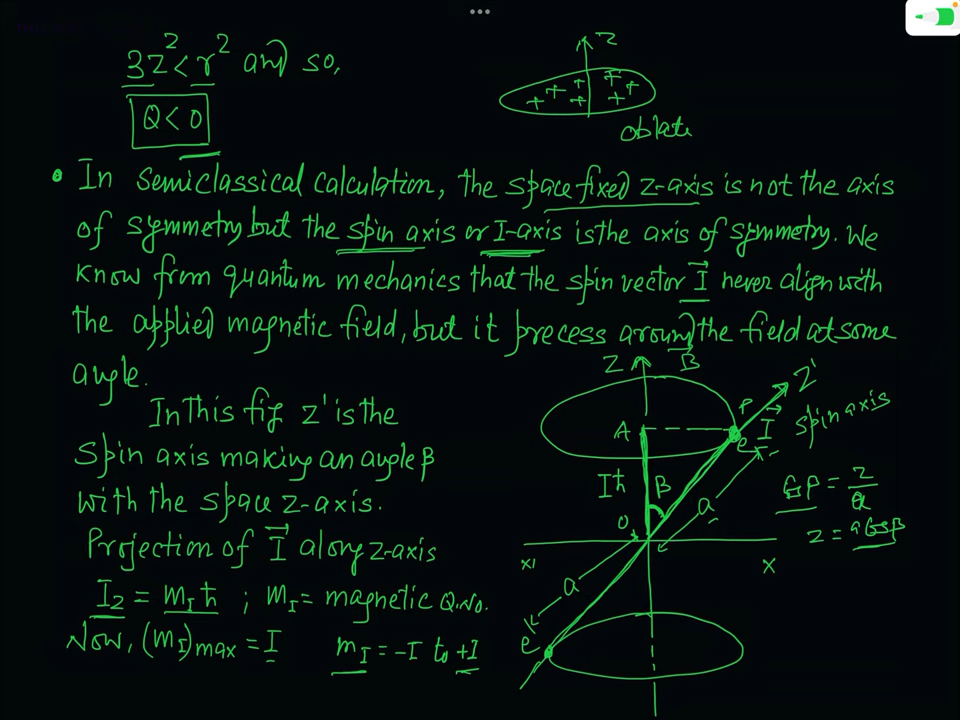 3z² < r² and so,
Q < 0
z
+ + + + + + +
oblate
• In semiclassical calculation, the space fixed z-axis is not the axis
of symmetry but the spin axis or I-axis is the axis of symmetry. We
know from quantum mechanics that the spin vector I⃗ never align with
the applied magnetic field, but it precess around the field at some
angle.
In this fig z' is the
spin axis making an angle β
with the space z-axis.
Projection of I⃗ along z-axis
I_z = m_I ħ ; m_I = magnetic Q.No.
Now, (m_I)max = I m_I = -I to +I
Z B⃗ Z'
P
A e I⃗ spin axis
Iħ β a
Cosβ = z/a
z = a cosβ
O
X' X
a
e